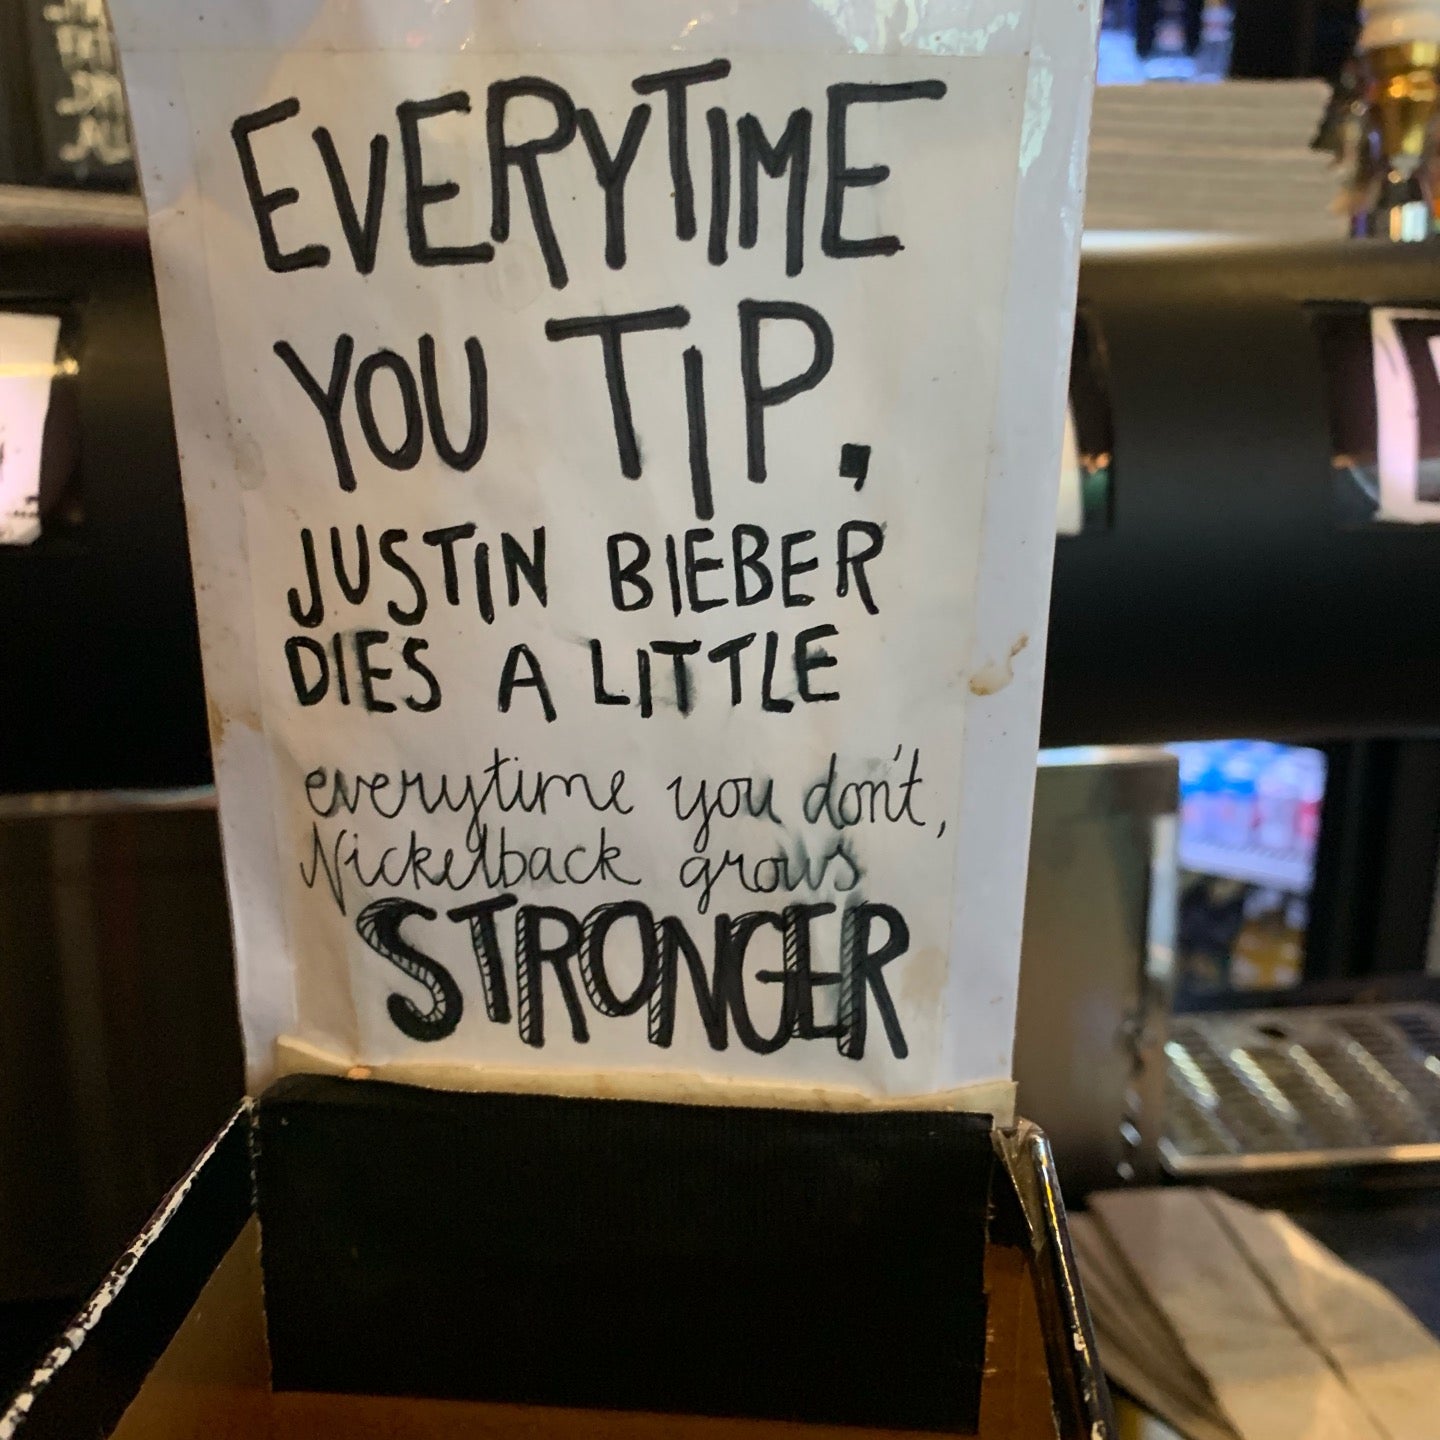 EVERYTIME
YOU TIP,
JUSTIN BIEBER
DIES A LITTLE
everytime you don't,
Nickelback grows
STRONGER